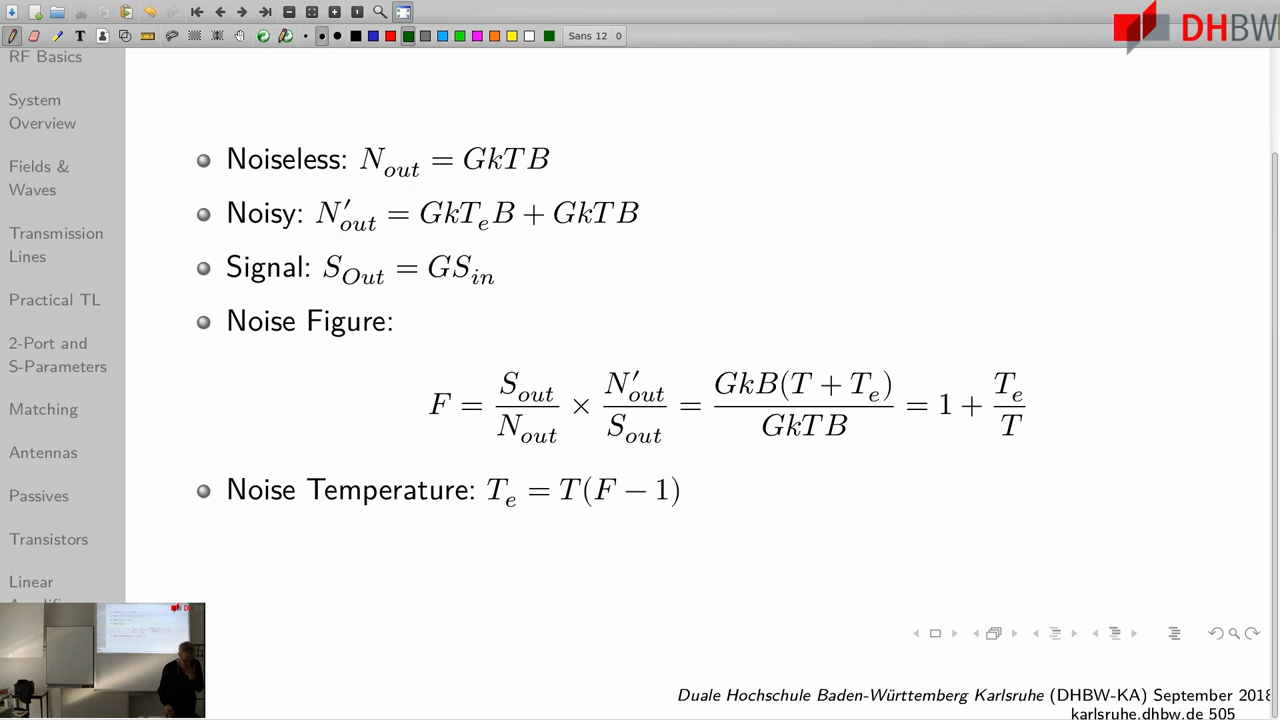 T
Sans 12 0
DHBW
RF Basics
System
Overview
Fields &
Waves
Transmission
Lines
Practical TL
2-Port and
S-Parameters
Matching
Antennas
Passives
Transistors
Linear
Noiseless: N_out = GkTB
Noisy: N′_out = GkT_eB + GkTB
Signal: S_Out = GS_in
Noise Figure:
F = S_out/N_out × N′_out/S_out = GkB(T + T_e)/GkTB = 1 + T_e/T
Noise Temperature: T_e = T(F − 1)
Duale Hochschule Baden-Württemberg Karlsruhe (DHBW-KA) September 2018
karlsruhe.dhbw.de 505